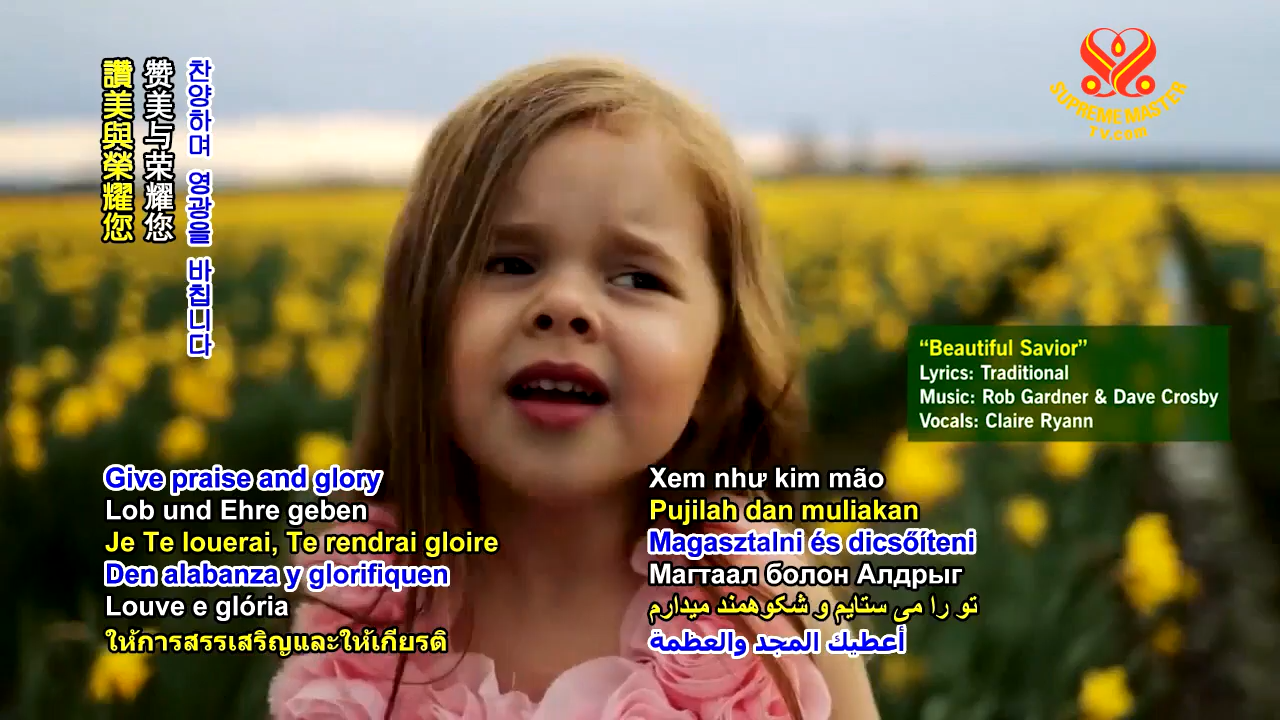 讚美與榮耀您
赞美与荣耀您
찬양하며 영광을 바칩니다
SUPREME MASTER
TV.com
“Beautiful Savior”
Lyrics: Traditional
Music: Rob Gardner & Dave Crosby
Vocals: Claire Ryann
Give praise and glory
Lob und Ehre geben
Je Te louerai, Te rendrai gloire
Den alabanza y glorifiquen
Louve e glória
ให้การสรรเสริญและให้เกียรติ
Xem như kim mão
Pujilah dan muliakan
Magasztalni és dicsőíteni
Магтаал болон Алдрыг
تو را می ستایم و شکوهمند میدارم
أعطيك المجد والعظمة